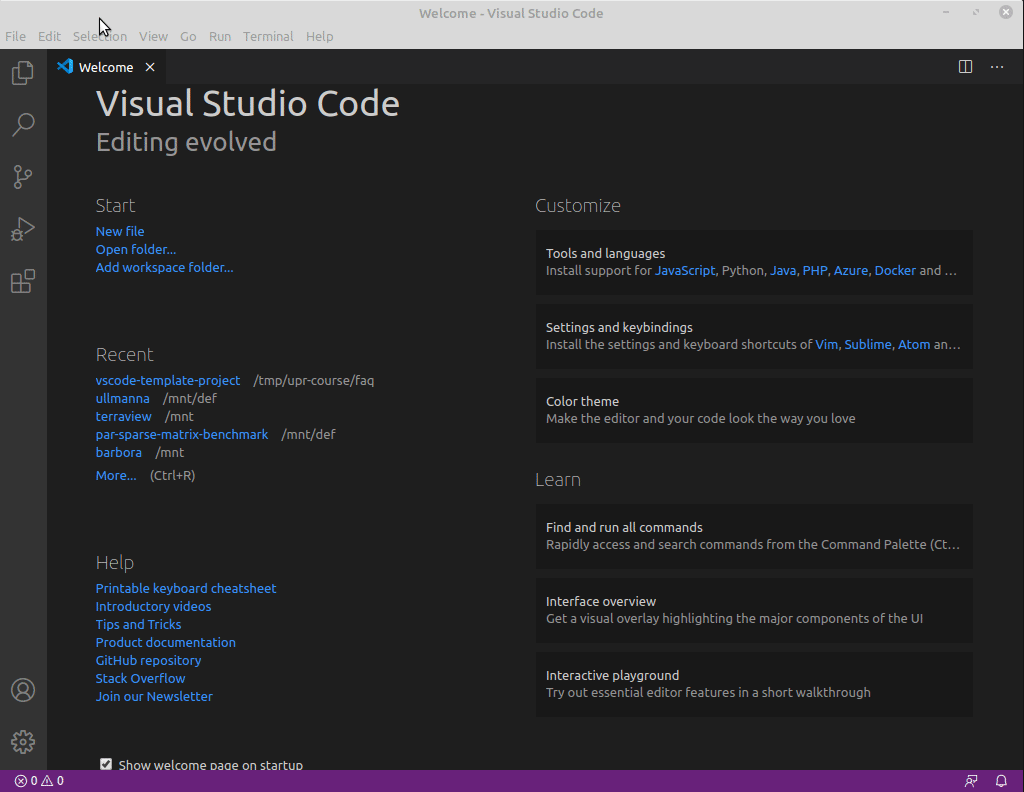 Welcome - Visual Studio Code
File Edit Selection View Go Run Terminal Help
Welcome
Visual Studio Code
Editing evolved
Start
New file
Open folder...
Add workspace folder...
Recent
vscode-template-project /tmp/upr-course/faq
ullmanna /mnt/def
terraview /mnt
par-sparse-matrix-benchmark /mnt/def
barbora /mnt
More... (Ctrl+R)
Help
Printable keyboard cheatsheet
Introductory videos
Tips and Tricks
Product documentation
GitHub repository
Stack Overflow
Join our Newsletter
Show welcome page on startup
Customize
Tools and languages
Install support for JavaScript, Python, Java, PHP, Azure, Docker and ...
Settings and keybindings
Install the settings and keyboard shortcuts of Vim, Sublime, Atom an...
Color theme
Make the editor and your code look the way you love
Learn
Find and run all commands
Rapidly access and search commands from the Command Palette (Ct...
Interface overview
Get a visual overlay highlighting the major components of the UI
Interactive playground
Try out essential editor features in a short walkthrough
0 0